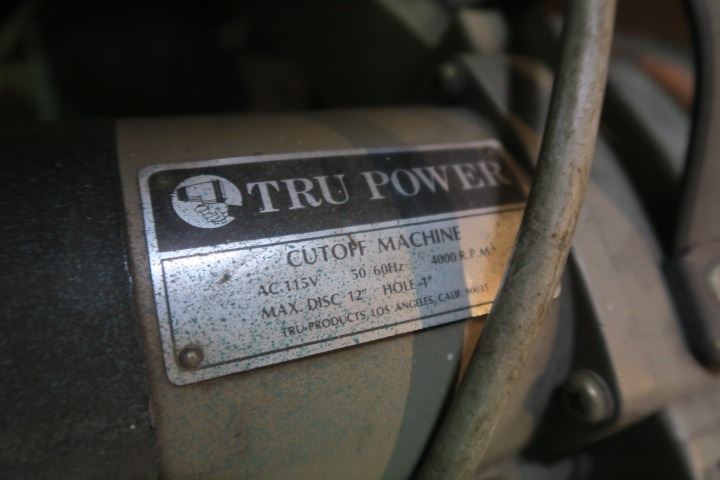 TRU POWER
CUTOFF MACHINE
AC.115V 50/60Hz 4000 R.P.M.
MAX. DISC 12" HOLE-1"
TRU-PRODUCTS, LOS ANGELES, CALIF. 90035